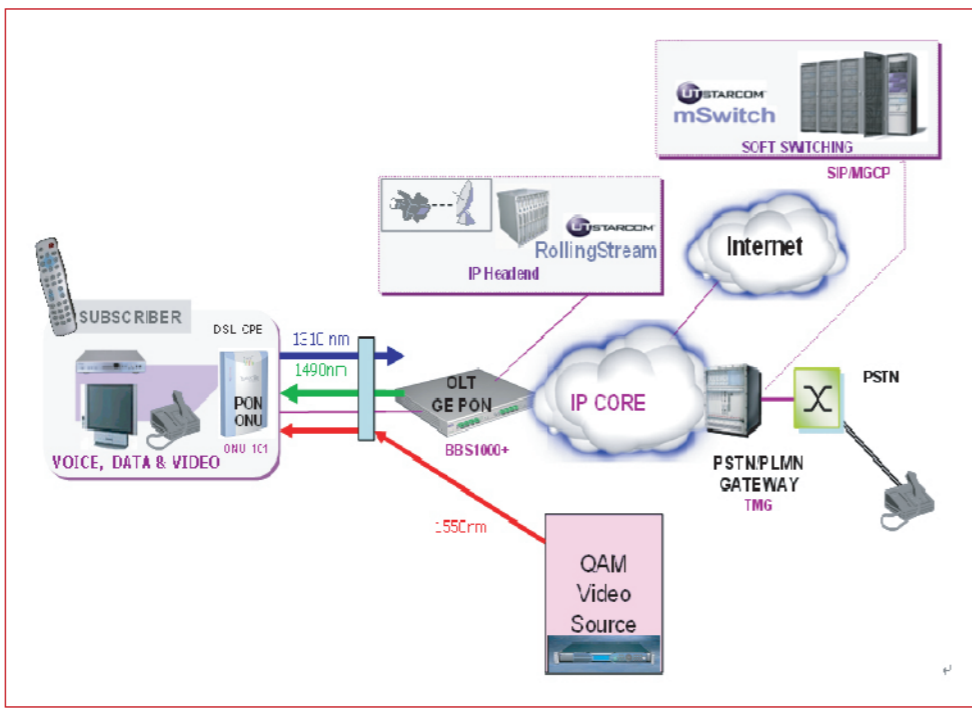 UTSTARCOM
mSwitch
SOFT SWITCHING
SIP/MGCP
UTSTARCOM
RollingStream
IP Headend
Internet
SUBSCRIBER
DSL CPE
PON
ONU
ONU 101
VOICE, DATA & VIDEO
1310 nm
1490nm
OLT
GE PON
BBS1000+
IP CORE
PSTN/PLMN
GATEWAY
TMG
PSTN
1550nm
QAM
Video
Source